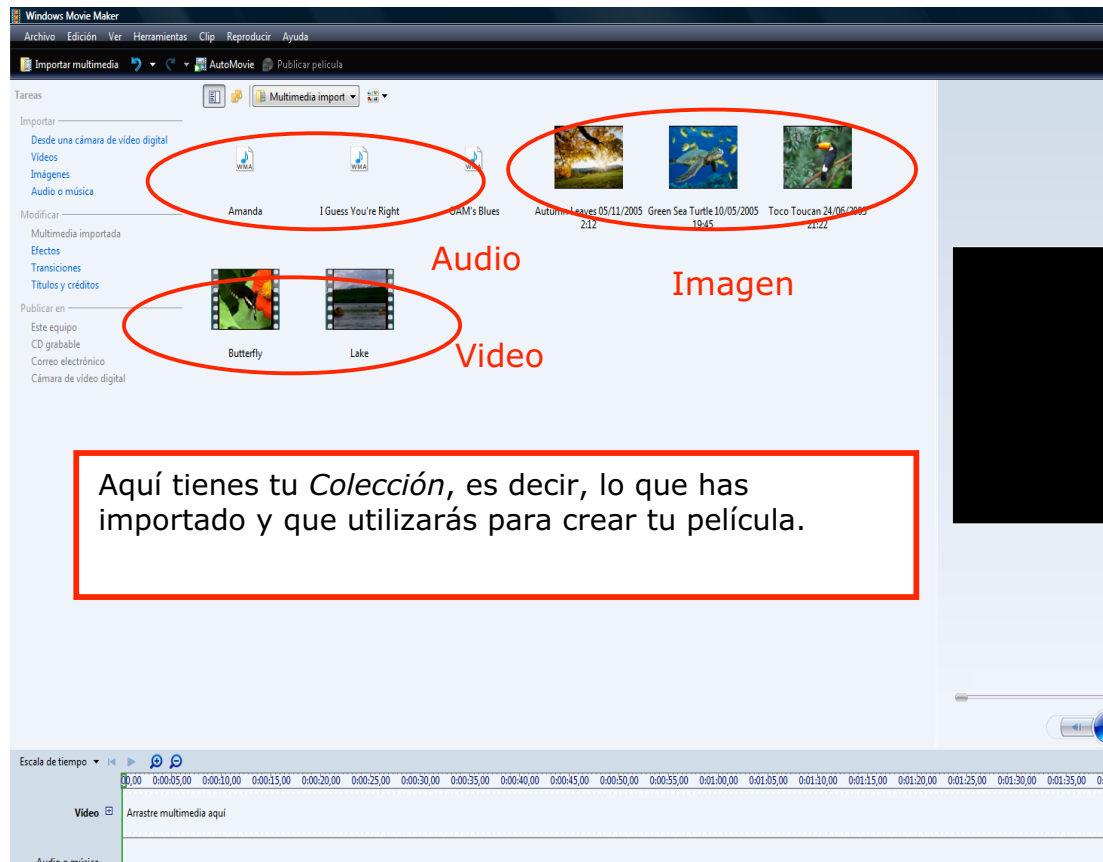 Windows Movie Maker
Archivo Edición Ver Herramientas Clip Reproducir Ayuda
Importar multimedia AutoMovie Publicar película
Tareas
Multimedia import
Importar
Desde una cámara de vídeo digital
Vídeos
Imágenes
Audio o música
Modificar
Multimedia importada
Efectos
Transiciones
Títulos y créditos
Publicar en
Este equipo
CD grabable
Correo electrónico
Cámara de vídeo digital
WMA WMA WMA
Amanda I Guess You're Right OAM's Blues Autumn Leaves 05/11/2005 Green Sea Turtle 10/05/2005 Toco Toucan 24/06/2005
2:12 19:45 21:22
Audio
Imagen
Butterfly Lake
Video
Aquí tienes tu Colección, es decir, lo que has
importado y que utilizarás para crear tu película.
Escala de tiempo
00,00 0:00:05,00 0:00:10,00 0:00:15,00 0:00:20,00 0:00:25,00 0:00:30,00 0:00:35,00 0:00:40,00 0:00:45,00 0:00:50,00 0:00:55,00 0:01:00,00 0:01:05,00 0:01:10,00 0:01:15,00 0:01:20,00 0:01:25,00 0:01:30,00 0:01:35,00
Vídeo Arrastre multimedia aquí
Audio o música